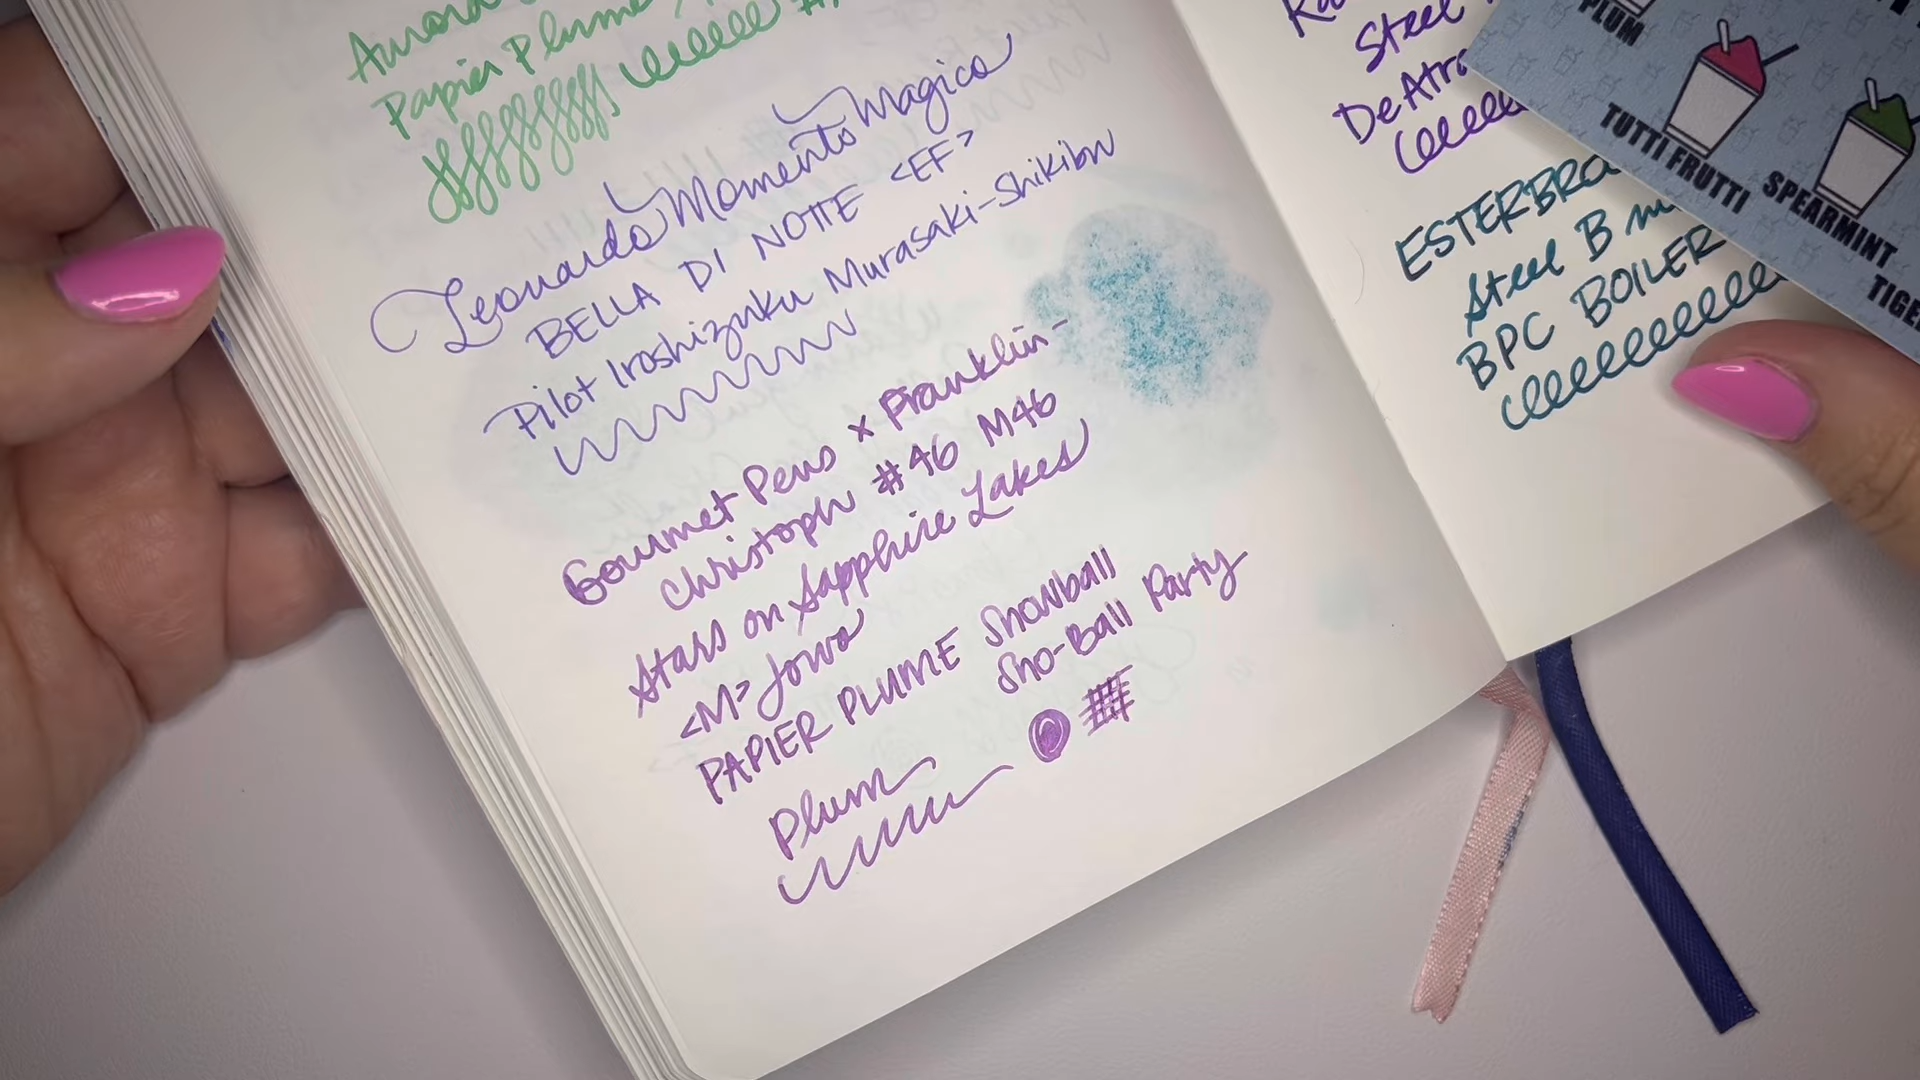 Papier Plume
Leonardo Momento Magico
BELLA DI NOTTE <EF>
Pilot Iroshizuku Murasaki-Shikibu
Gourmet Pens x Franklin-
Christoph #46 M46
Stars on Sapphire Lakes
<M> Jowo
PAPIER PLUME Snowball
Sno-Ball Party
Plum
Steel
DeAtra
ESTERBRO
Steel B
BPC BOILER
PLUM
TUTTI FRUTTI
SPEARMINT
TIGE